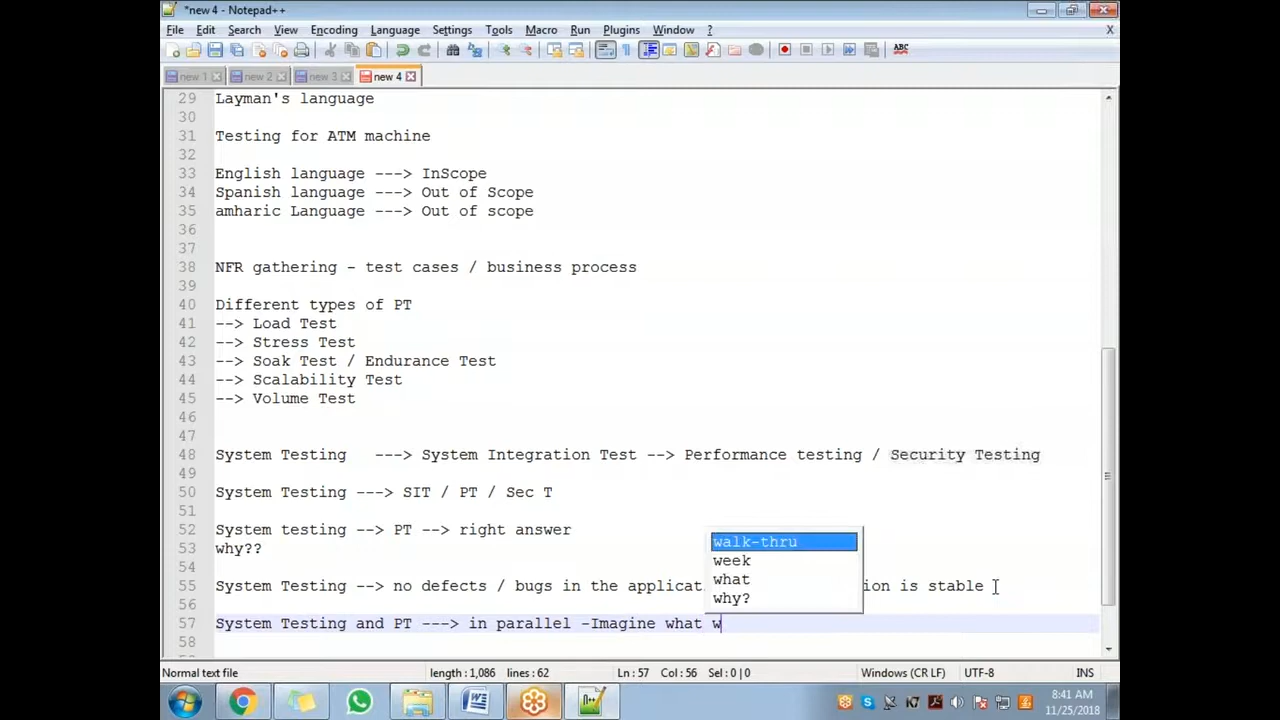 *new 4 - Notepad++
File Edit Search View Encoding Language Settings Tools Macro Run Plugins Window ? X
new 1 new 2 new 3 new 4
29 Layman's language
30
31 Testing for ATM machine
32
33 English language ---> InScope
34 Spanish language ---> Out of Scope
35 amharic Language ---> Out of scope
36
37
38 NFR gathering - test cases / business process
39
40 Different types of PT
41 --> Load Test
42 --> Stress Test
43 --> Soak Test / Endurance Test
44 --> Scalability Test
45 --> Volume Test
46
47
48 System Testing ---> System Integration Test --> Performance testing / Security Testing
49
50 System Testing ---> SIT / PT / Sec T
51
52 System testing --> PT --> right answer
53 why??
54
55 System Testing --> no defects / bugs in the applicat ion is stable
56
57 System Testing and PT ---> in parallel -Imagine what w
58
walk-thru
week
what
why?
Normal text file length : 1,086 lines : 62 Ln : 57 Col : 56 Sel : 0 | 0 Windows (CR LF) UTF-8 INS
8:41 AM
11/25/2018